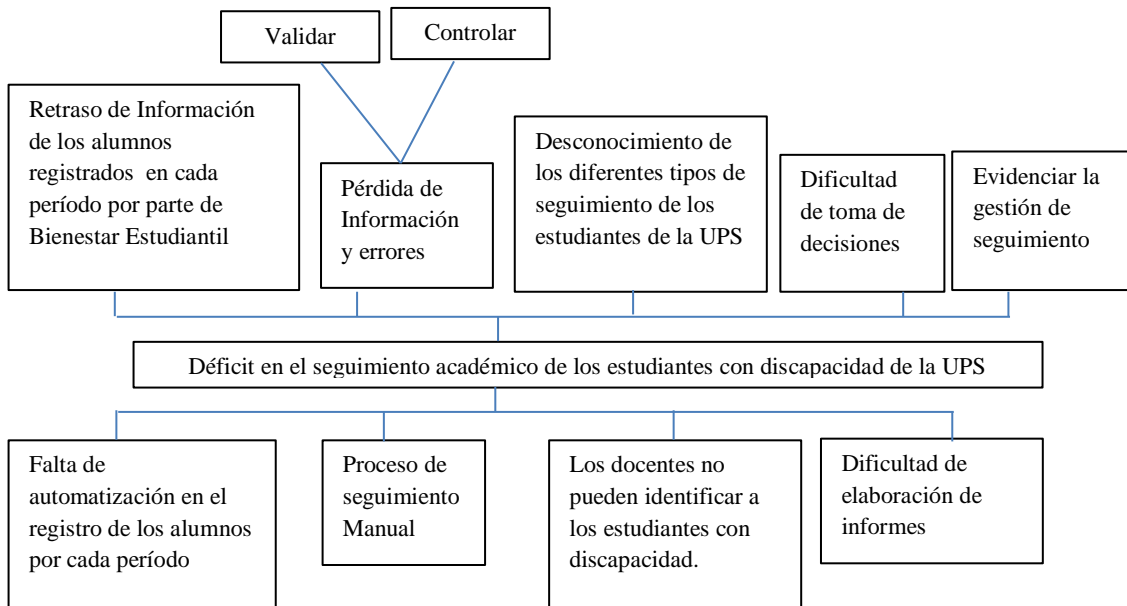 Validar
Controlar
Retraso de Información
de los alumnos
registrados en cada
período por parte de
Bienestar Estudiantil
Pérdida de
Información
y errores
Desconocimiento de
los diferentes tipos de
seguimiento de los
estudiantes de la UPS
Dificultad
de toma de
decisiones
Evidenciar la
gestión de
seguimiento
Déficit en el seguimiento académico de los estudiantes con discapacidad de la UPS
Falta de
automatización en el
registro de los alumnos
por cada período
Proceso de
seguimiento
Manual
Los docentes no
pueden identificar a
los estudiantes con
discapacidad.
Dificultad de
elaboración de
informes